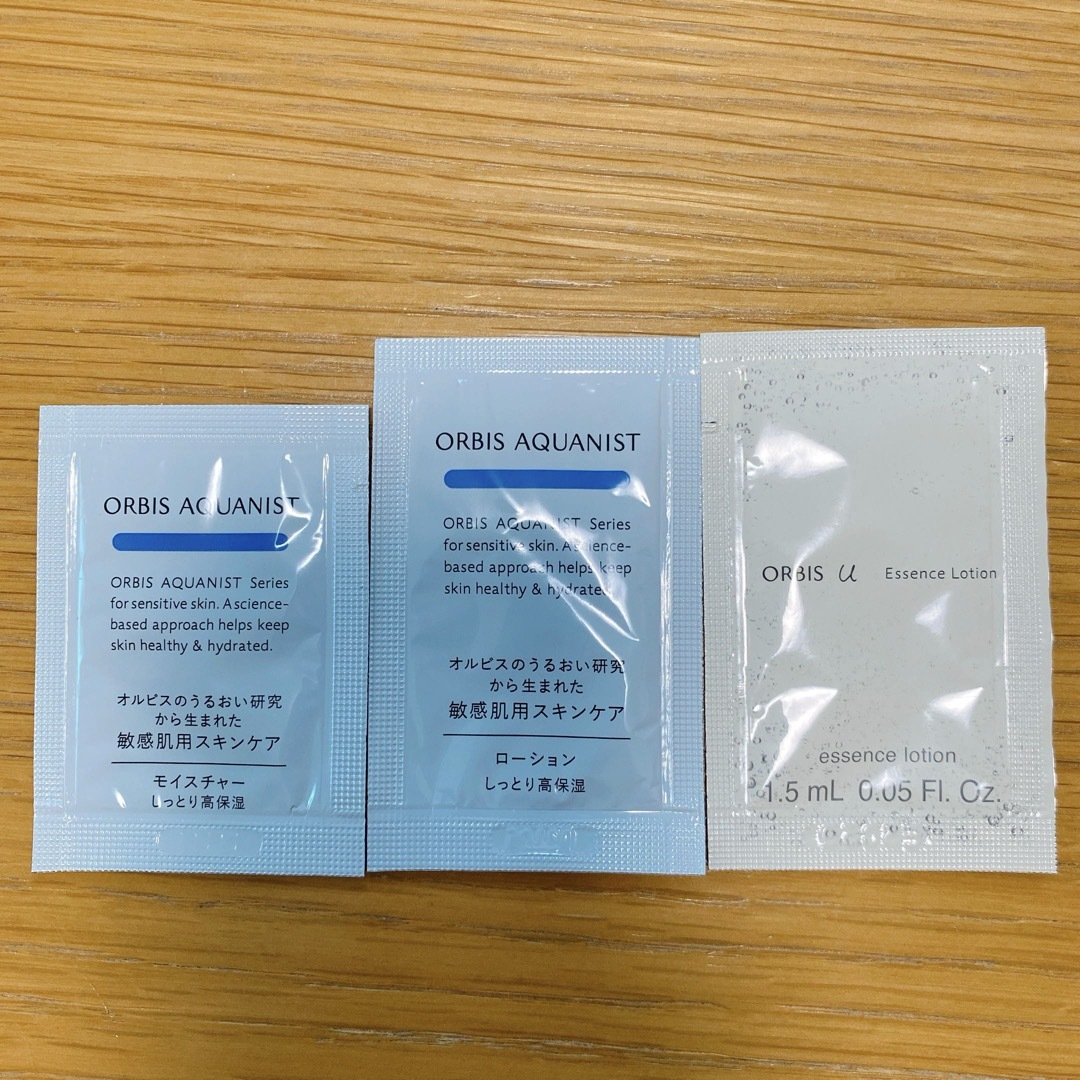 ORBIS AQUANIST
ORBIS AQUANIST Series
for sensitive skin. A science-
based approach helps keep
skin healthy & hydrated.
オルビスのうるおい研究
から生まれた
敏感肌用スキンケア
モイスチャー
しっとり高保湿
ORBIS AQUANIST
ORBIS AQUANIST Series
for sensitive skin. A science-
based approach helps keep
skin healthy & hydrated.
オルビスのうるおい研究
から生まれた
敏感肌用スキンケア
ローション
しっとり高保湿
ORBIS u Essence Lotion
essence lotion
1.5 mL 0.05 Fl. Oz.